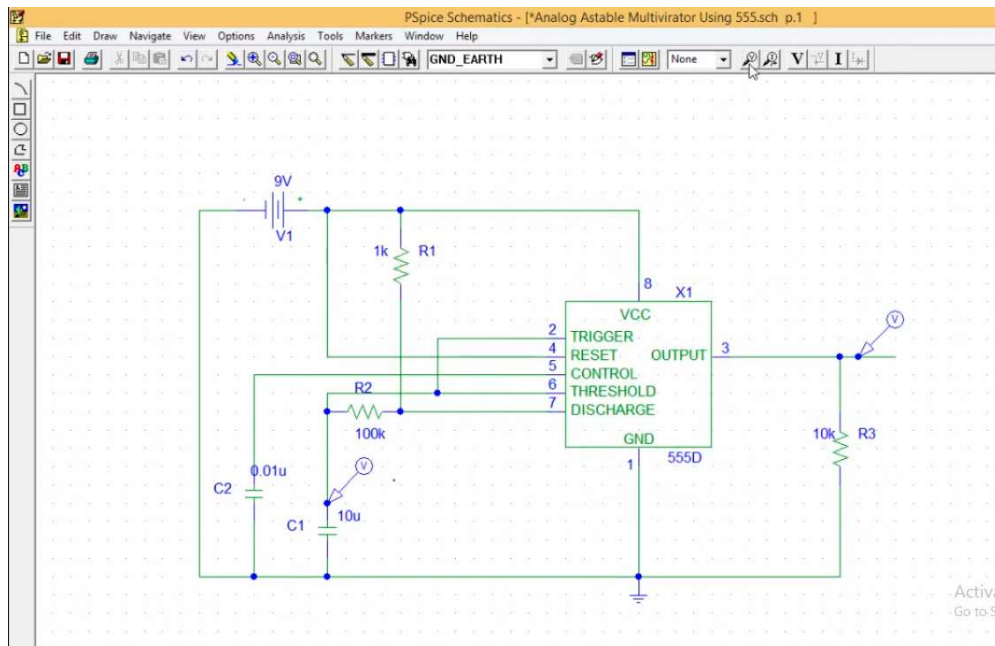 PSpice Schematics - [*Analog Astable Multivirator Using 555.sch p.1 ]
File Edit Draw Navigate View Options Analysis Tools Markers Window Help
GND_EARTH
None
V
I
9V
V1
1k R1
8 X1
VCC
2 TRIGGER
4 RESET OUTPUT 3
5 CONTROL
6 THRESHOLD
7 DISCHARGE
V
R2
100k
GND
1 555D
10k R3
0.01u
C2
V
10u
C1
Go to S